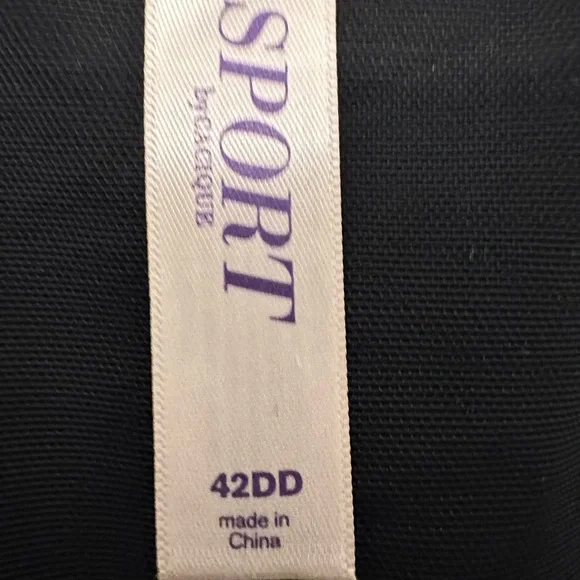 SPORT
by CACIQUE
42DD
made in
China